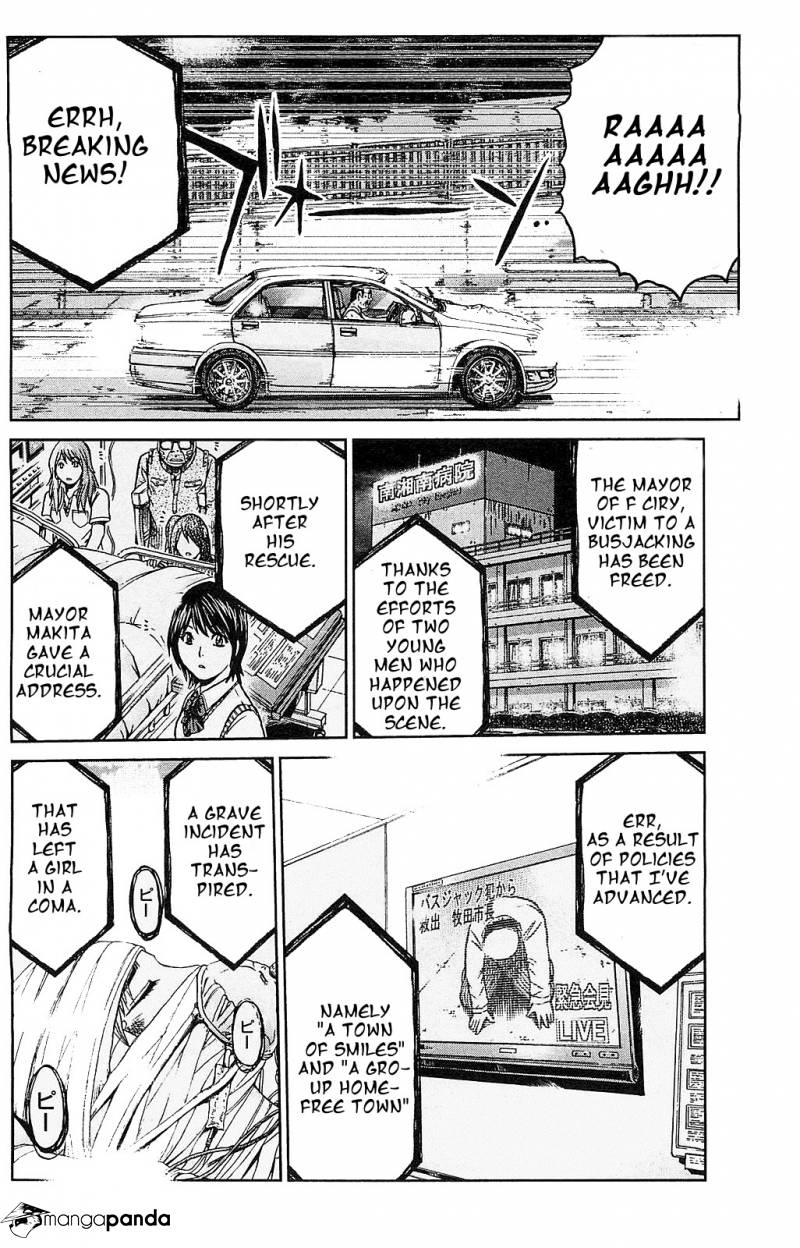 RAAAA
AAAAA
AAGHH!!
ERRH,
BREAKING
NEWS!
THE MAYOR
OF F CIRY,
VICTIM TO A
BUSJACKING
HAS BEEN
FREED.
南湘南病院
THANKS
TO THE
EFFORTS
OF TWO
YOUNG
MEN WHO
HAPPENED
UPON THE
SCENE.
SHORTLY
AFTER
HIS
RESCUE.
MAYOR
MAKITA
GAVE A
CRUCIAL
ADDRESS.
ERR,
AS A RESULT
OF POLICIES
THAT I'VE
ADVANCED.
バスジャック犯から
救出 牧田市長
緊急会見
LIVE
NAMELY
"A TOWN
OF SMILES"
AND "A GRO-
UP HOME-
FREE TOWN"
A GRAVE
INCIDENT
HAS
TRANS-
PIRED.
THAT
HAS
LEFT
A GIRL
IN A
COMA.
ピー
ピー
ピー
mangapanda